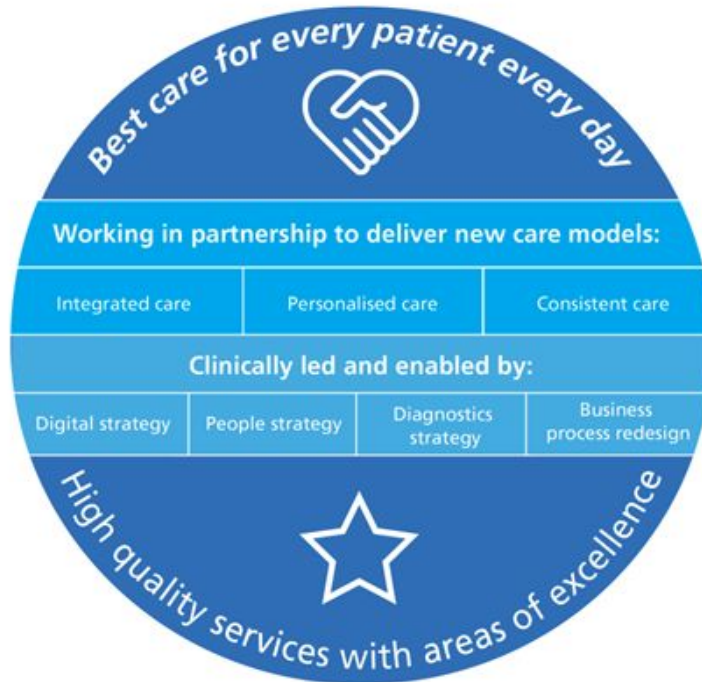 Best care for every patient every day
Working in partnership to deliver new care models:
Integrated care
Personalised care
Consistent care
Clinically led and enabled by:
Digital strategy
People strategy
Diagnostics
strategy
Business
process redesign
High quality services with areas of excellence